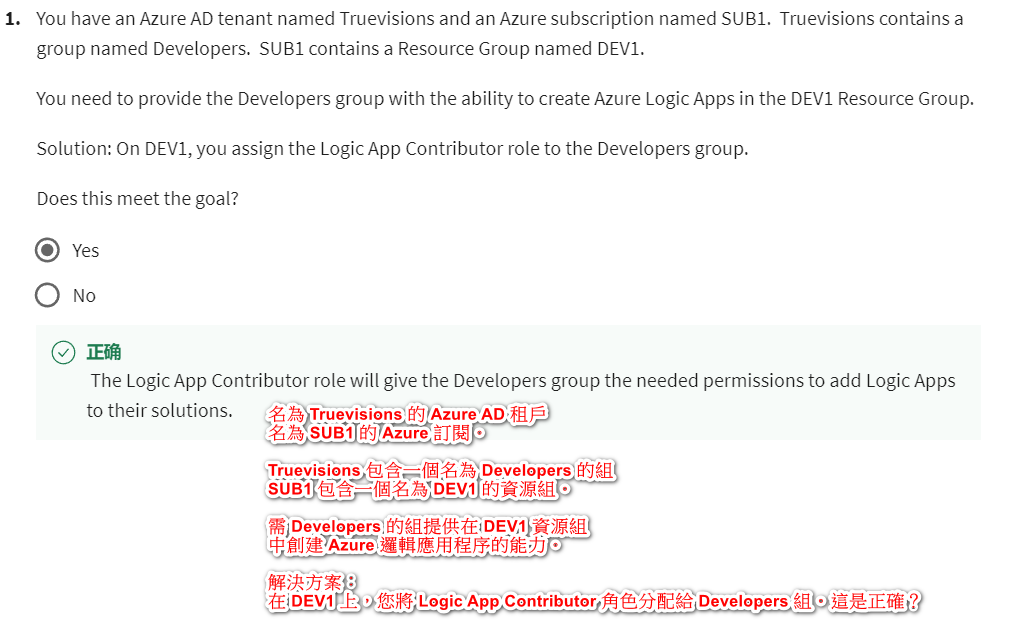 1. You have an Azure AD tenant named Truevisions and an Azure subscription named SUB1. Truevisions contains a
group named Developers. SUB1 contains a Resource Group named DEV1.
You need to provide the Developers group with the ability to create Azure Logic Apps in the DEV1 Resource Group.
Solution: On DEV1, you assign the Logic App Contributor role to the Developers group.
Does this meet the goal?
Yes
No
正确
The Logic App Contributor role will give the Developers group the needed permissions to add Logic Apps
to their solutions.
名為 Truevisions 的 Azure AD 租戶
名為 SUB1 的 Azure 訂閱。
Truevisions 包含一個名為 Developers 的組
SUB1 包含一個名為 DEV1 的資源組。
需 Developers 的組提供在 DEV1 資源組
中創建 Azure 邏輯應用程序的能力。
解決方案：
在 DEV1 上，您將 Logic App Contributor 角色分配給 Developers 組。這是正確？